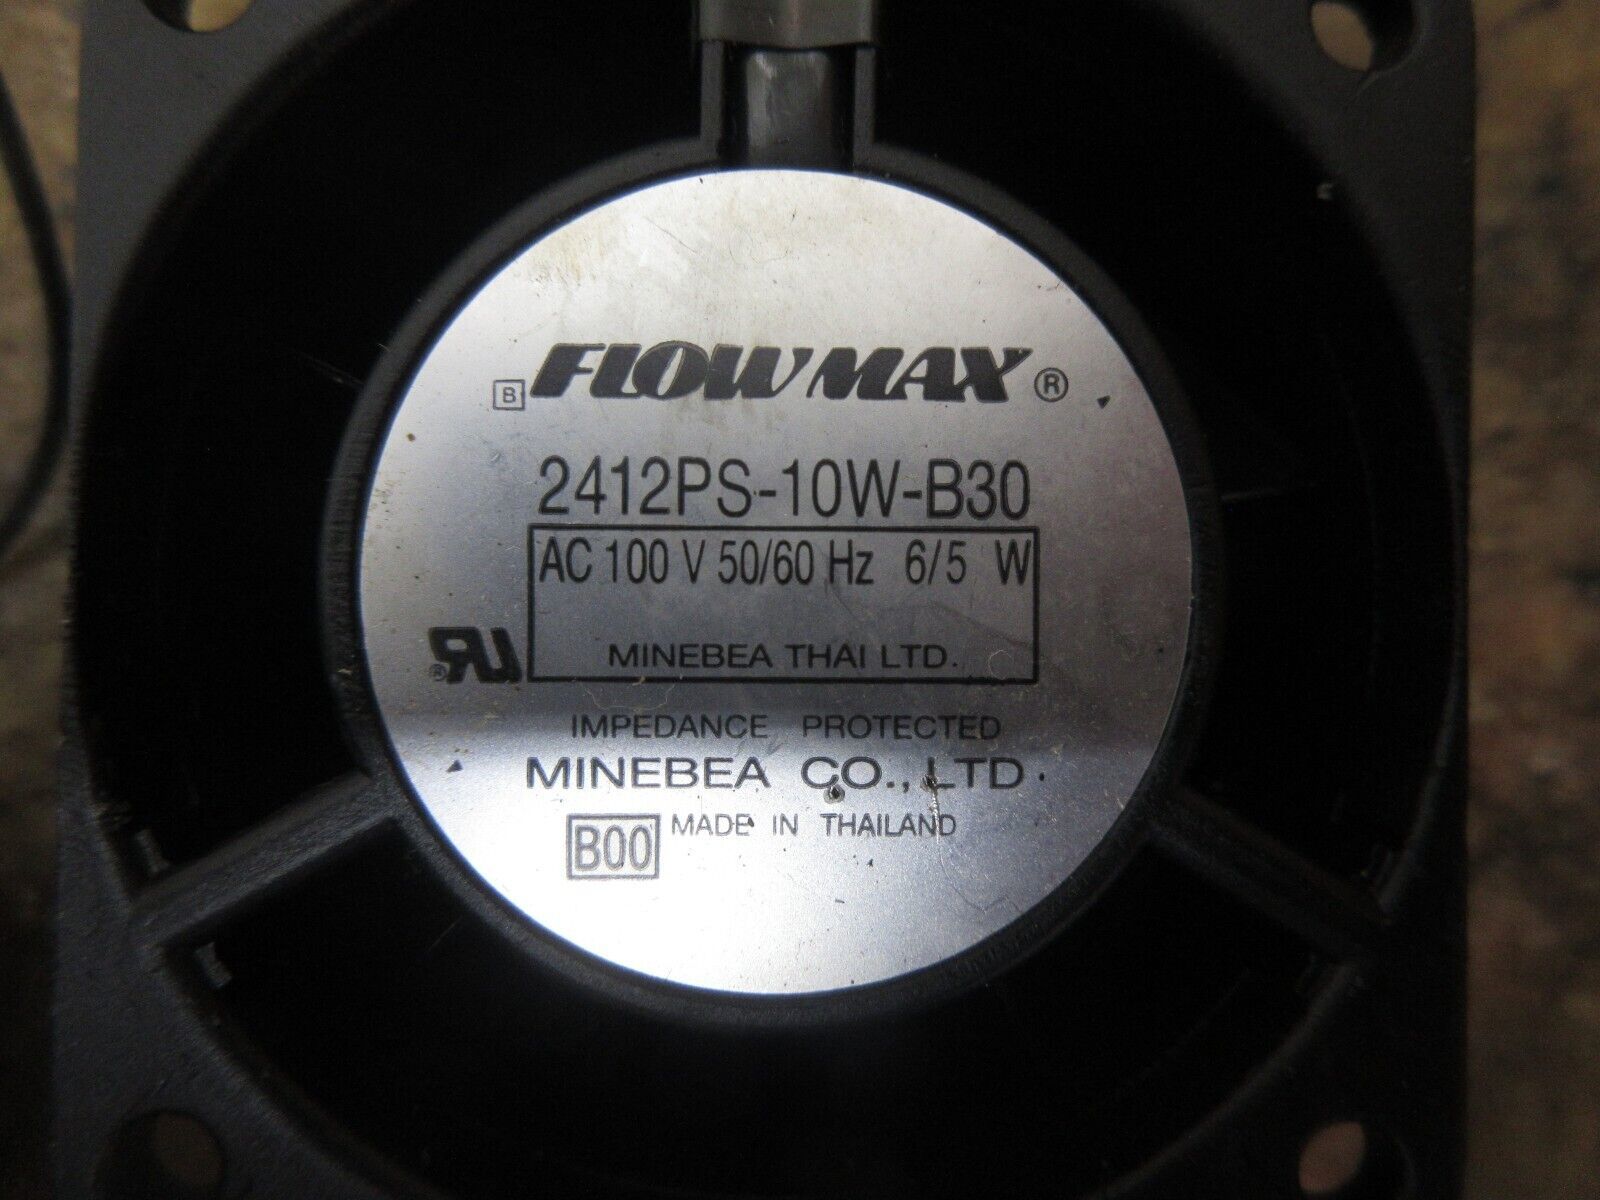 B FLOWMAX ®
2412PS-10W-B30
AC 100 V 50/60 Hz 6/5 W
MINEBEA THAI LTD.
RU ®
IMPEDANCE PROTECTED
MINEBEA CO., LTD.
MADE IN THAILAND
B00